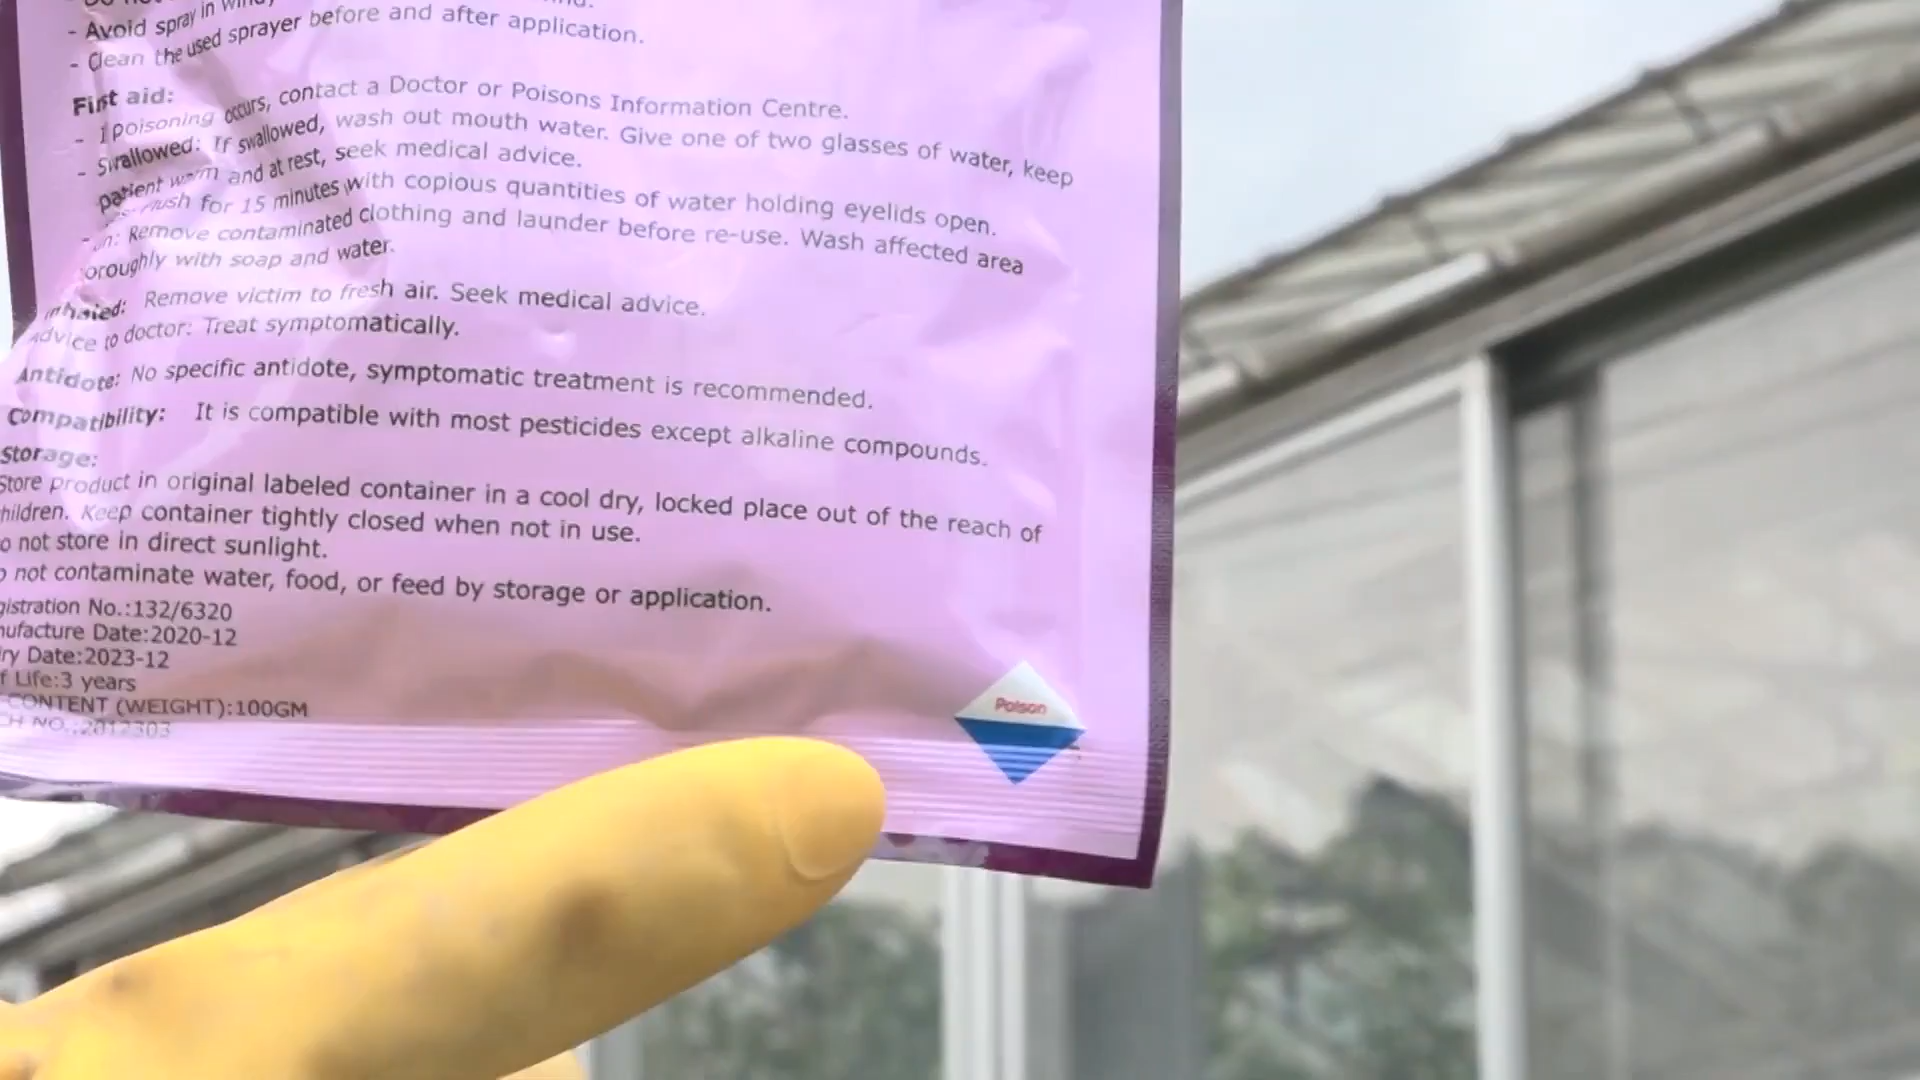 - Avoid spray in
- Clean the used sprayer before and after application.
First aid:
- I poisoning occurs, contact a Doctor or Poisons Information Centre.
- Swallowed: If swallowed, wash out mouth water. Give one of two glasses of water, keep
patient warm and at rest, seek medical advice.
for 15 minutes with copious quantities of water holding eyelids open.
Remove contaminated clothing and launder before re-use. Wash affected area
oroughly with soap and water.
nhaled: Remove victim to fresh air. Seek medical advice.
advice to doctor: Treat symptomatically.
Antidote: No specific antidote, symptomatic treatment is recommended.
Compatibility: It is compatible with most pesticides except alkaline compounds.
Storage:
Store product in original labeled container in a cool dry, locked place out of the reach of
hildren. Keep container tightly closed when not in use.
o not store in direct sunlight.
o not contaminate water, food, or feed by storage or application.
gistration No.:132/6320
nufacture Date:2020-12
ry Date:2023-12
f Life:3 years
CONTENT (WEIGHT):100GM
CH NO.:2012303
Poison